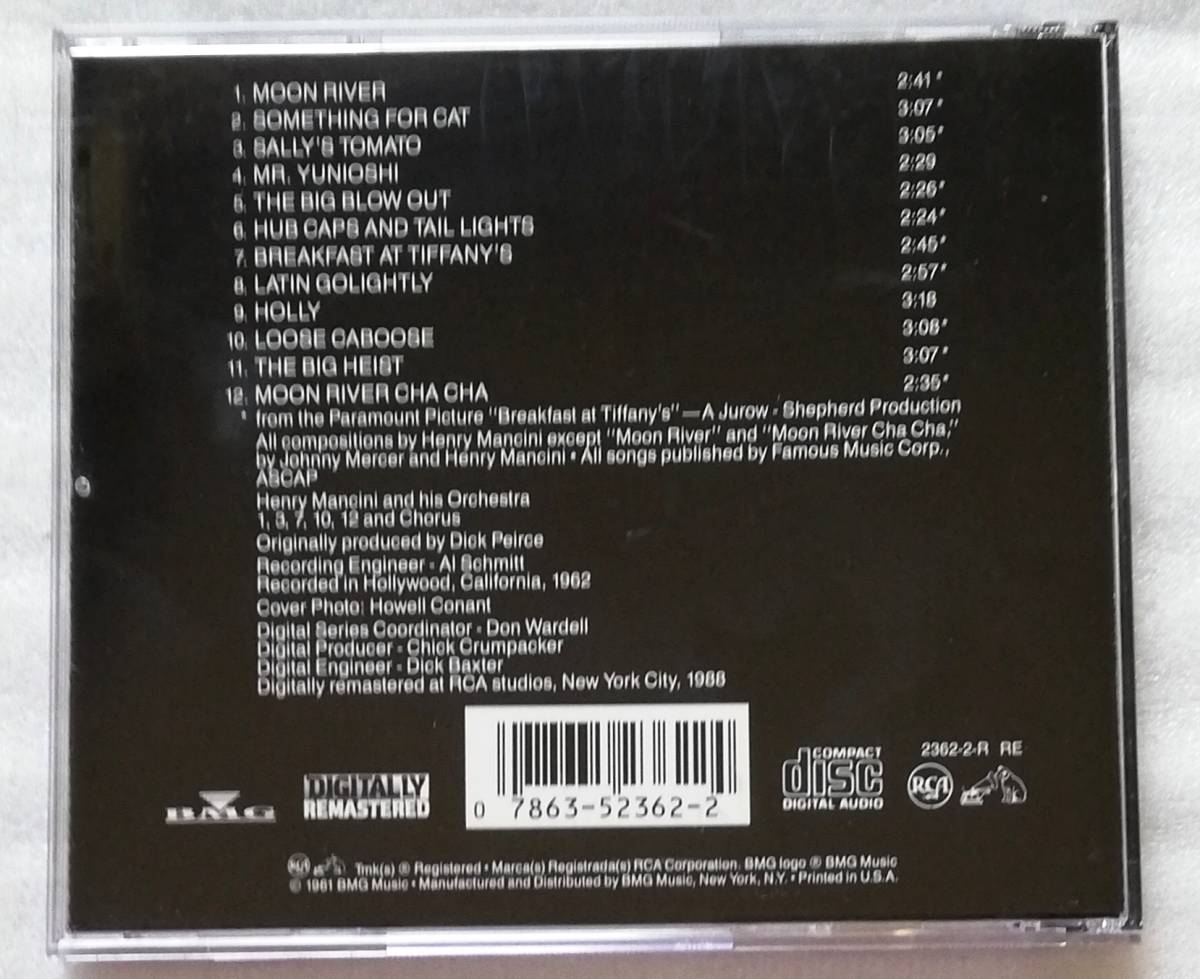 1. MOON RIVER 2:41*
2. SOMETHING FOR CAT 3:07*
3. SALLY'S TOMATO 3:05*
4. MR. YUNIOSHI 2:29
5. THE BIG BLOW OUT 2:26*
6. HUB CAPS AND TAIL LIGHTS 2:24*
7. BREAKFAST AT TIFFANY'S 2:45*
8. LATIN GOLIGHTLY 2:57*
9. HOLLY 3:18
10. LOOSE CABOOSE 3:08*
11. THE BIG HEIST 3:07*
12. MOON RIVER CHA CHA 2:35*
* from the Paramount Picture "Breakfast at Tiffany's"—A Jurow - Shepherd Production
All compositions by Henry Mancini except "Moon River" and "Moon River Cha Cha,"
by Johnny Mercer and Henry Mancini • All songs published by Famous Music Corp.,
ASCAP
Henry Mancini and his Orchestra
1, 3, 7, 10, 12 and Chorus
Originally produced by Dick Peirce
Recording Engineer - Al Schmitt
Recorded in Hollywood, California, 1962
Cover Photo: Howell Conant
Digital Series Coordinator - Don Wardell
Digital Producer - Chick Crumpacker
Digital Engineer - Dick Baxter
Digitally remastered at RCA studios, New York City, 1988
BMG
DIGITALLY
REMASTERED
0 7863-52362-2
COMPACT
disc
DIGITAL AUDIO
2362-2-R RE
RCA
RCA Tmk(s) ® Registered • Marca(s) Registrada(s) RCA Corporation. BMG logo ® BMG Music
© 1961 BMG Music • Manufactured and Distributed by BMG Music, New York, N.Y. • Printed in U.S.A.